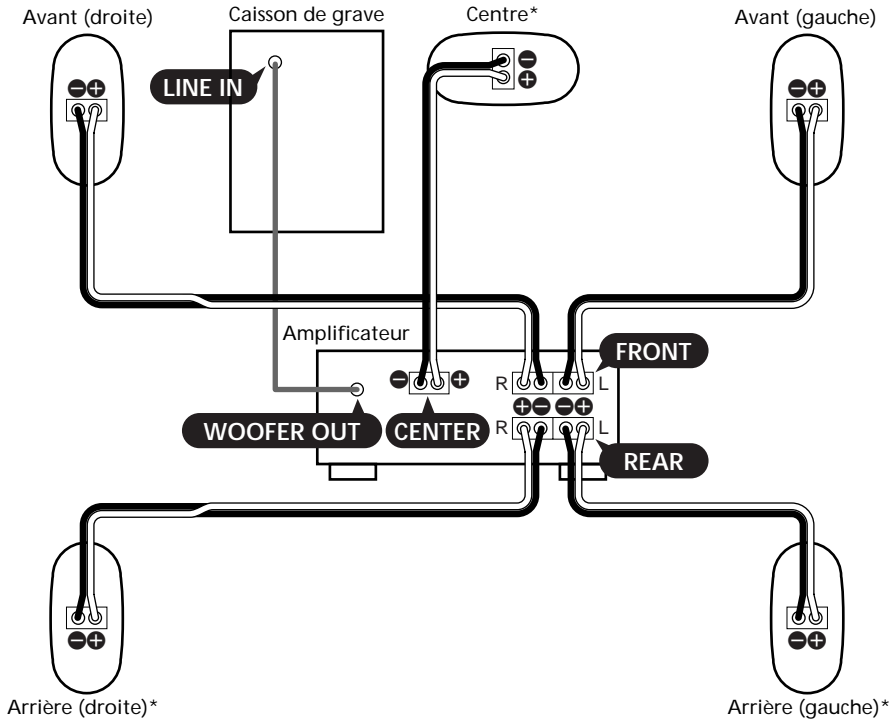 Avant (droite)
Caisson de grave
Centre*
Avant (gauche)
LINE IN
Amplificateur
FRONT
R
L
WOOFER OUT
CENTER
R
L
REAR
Arrière (droite)*
Arrière (gauche)*